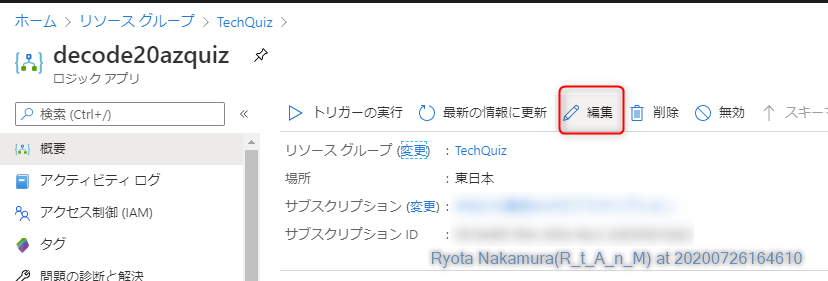 ホーム > リソース グループ > TechQuiz >
decode20azquiz
ロジック アプリ
検索 (Ctrl+/)
«
トリガーの実行 最新の情報に更新 編集 削除 無効 スキーマ
概要
アクティビティ ログ
アクセス制御 (IAM)
タグ
問題の診断と解決
リソース グループ (変更) : TechQuiz
場所 : 東日本
サブスクリプション (変更) :
サブスクリプション ID :
Ryota Nakamura(R_t_A_n_M) at 20200726164610